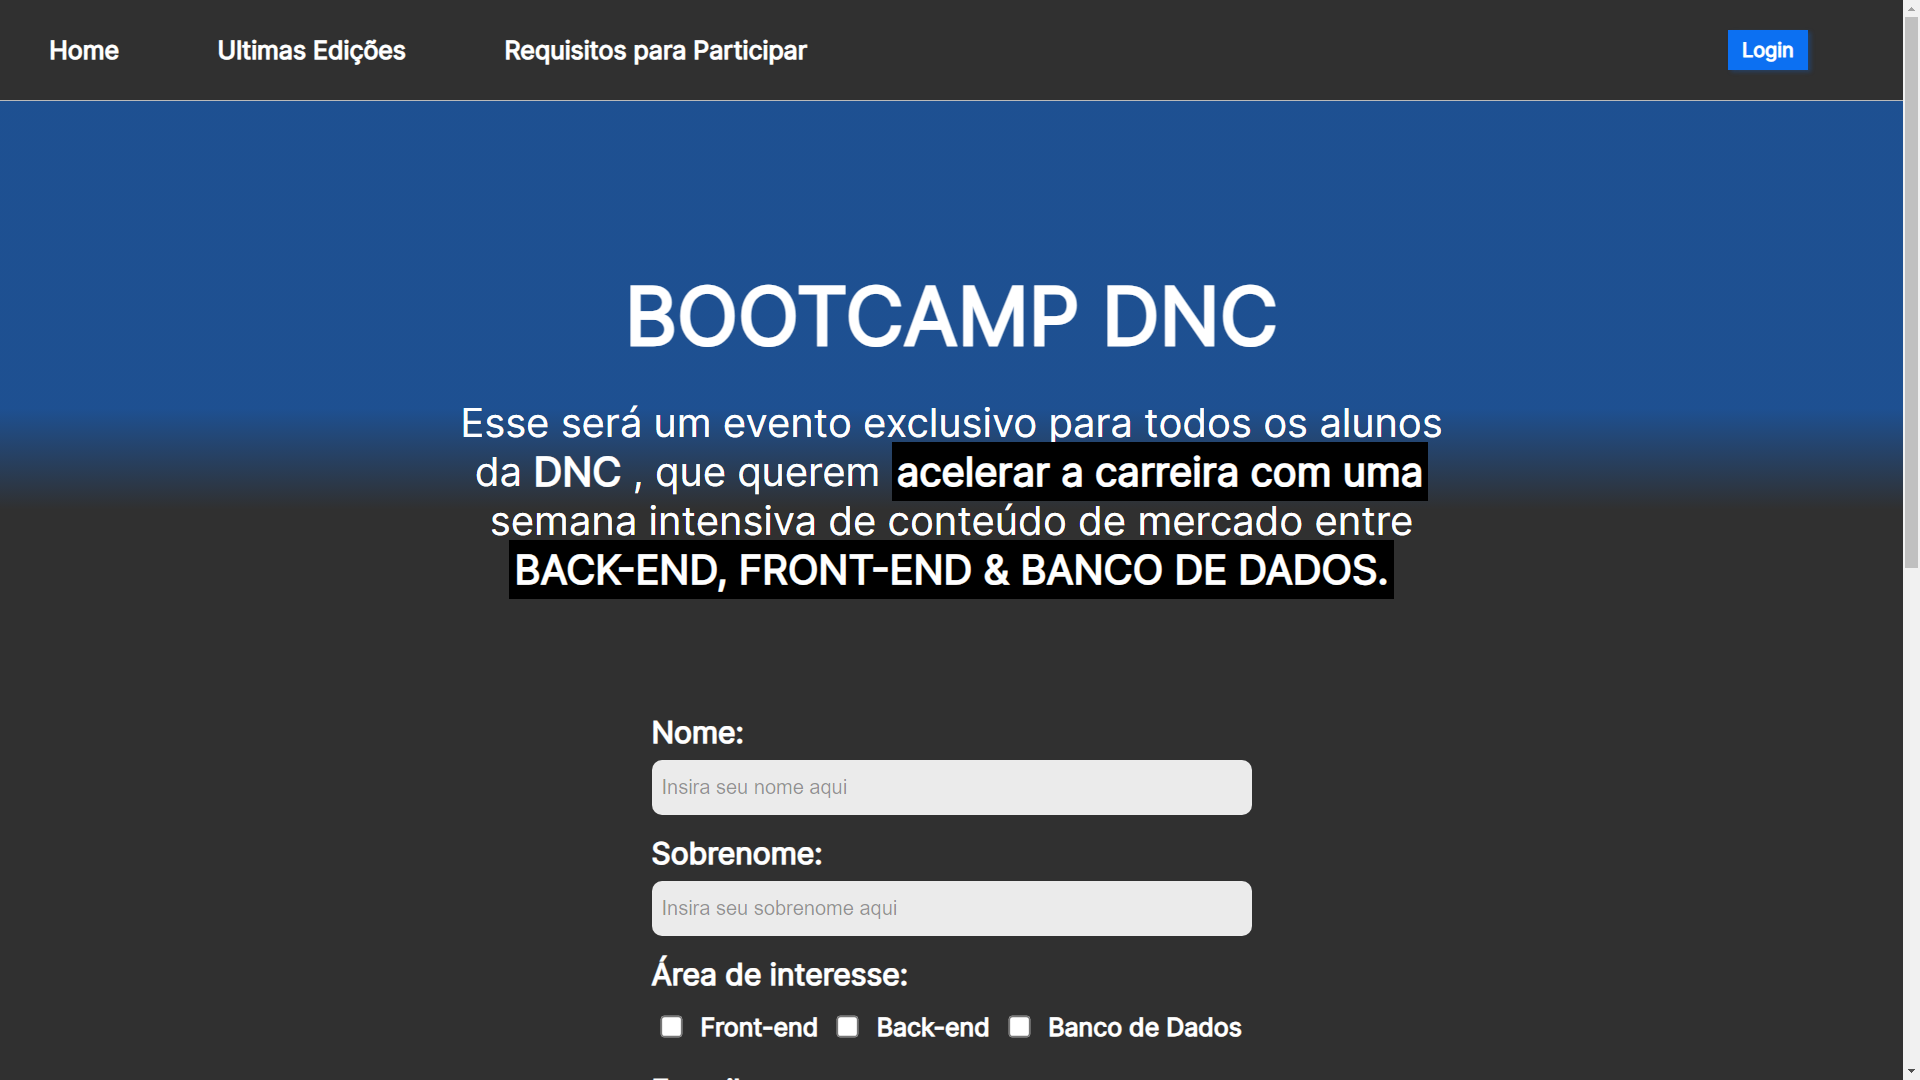 Home
Ultimas Edições
Requisitos para Participar
Login
BOOTCAMP DNC
Esse será um evento exclusivo para todos os alunos
da DNC , que querem acelerar a carreira com uma
semana intensiva de conteúdo de mercado entre
BACK-END, FRONT-END & BANCO DE DADOS.
Nome:
Insira seu nome aqui
Sobrenome:
Insira seu sobrenome aqui
Área de interesse:
Front-end Back-end Banco de Dados